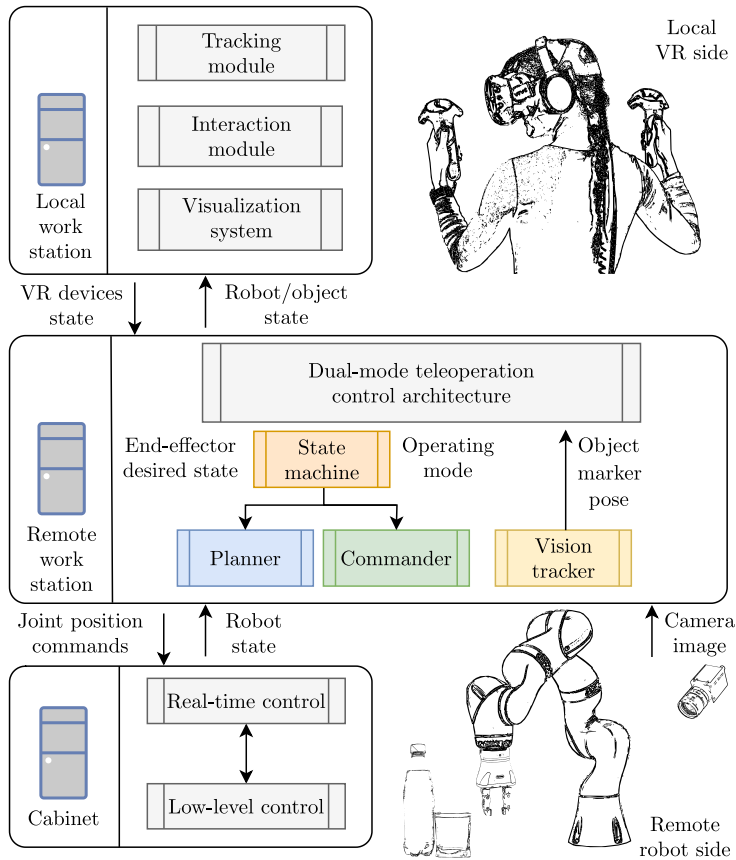 Tracking
module
Interaction
module
Visualization
system
Local
work
station
Local
VR side
VR devices
state
Robot/object
state
Dual-mode teleoperation
control architecture
End-effector
desired state
State
machine
Operating
mode
Object
marker
pose
Planner
Commander
Vision
tracker
Remote
work
station
Joint position
commands
Robot
state
Camera
image
Real-time control
Low-level control
Cabinet
Remote
robot side